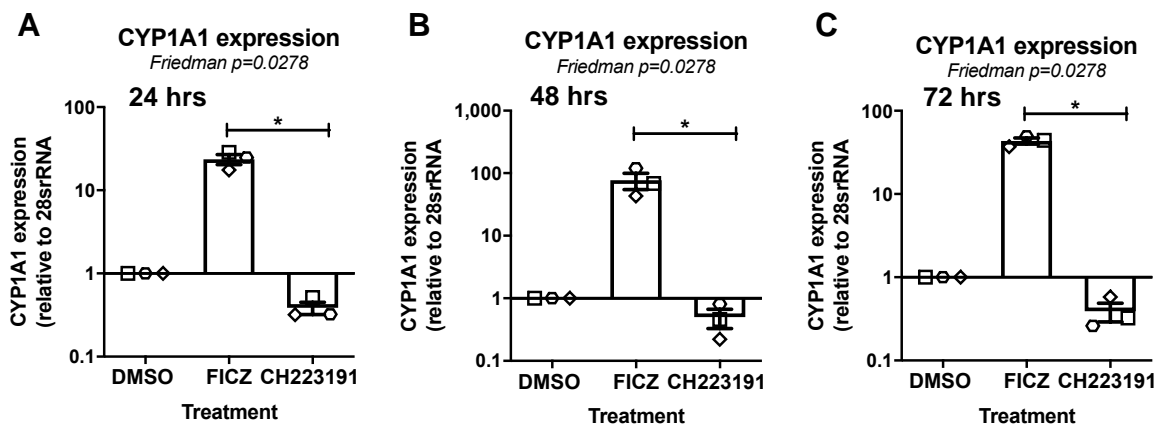 A
CYP1A1 expression
Friedman p=0.0278
24 hrs
*
CYP1A1 expression
(relative to 28srRNA
100
10
1
0.1
DMSO FICZ CH223191
Treatment
B
CYP1A1 expression
Friedman p=0.0278
48 hrs
*
CYP1A1 expression
(relative to 28srRNA
1,000
100
10
1
0.1
DMSO FICZ CH223191
Treatment
C
CYP1A1 expression
Friedman p=0.0278
72 hrs
*
CYP1A1 expression
(relative to 28srRNA
100
10
1
0.1
DMSO FICZ CH223191
Treatment